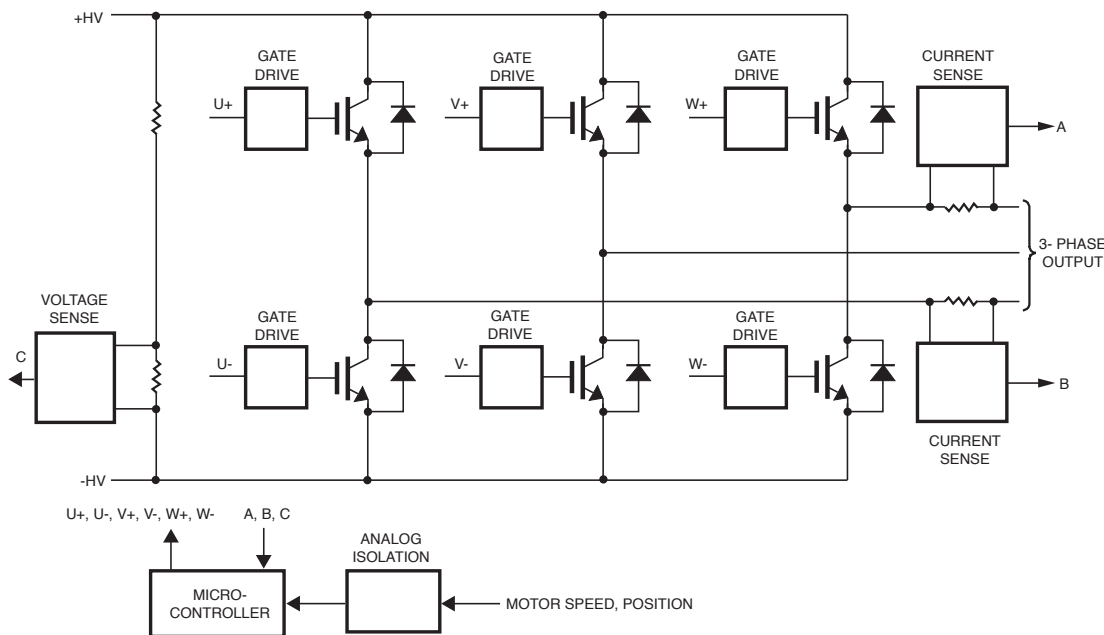 +HV
GATE
DRIVE
GATE
DRIVE
GATE
DRIVE
CURRENT
SENSE
U+
V+
W+
A
3- PHASE
OUTPUT
VOLTAGE
SENSE
C
GATE
DRIVE
GATE
DRIVE
GATE
DRIVE
U-
V-
W-
B
CURRENT
SENSE
-HV
U+, U-, V+, V-, W+, W-
A, B, C
ANALOG
ISOLATION
MICRO-
CONTROLLER
MOTOR SPEED, POSITION